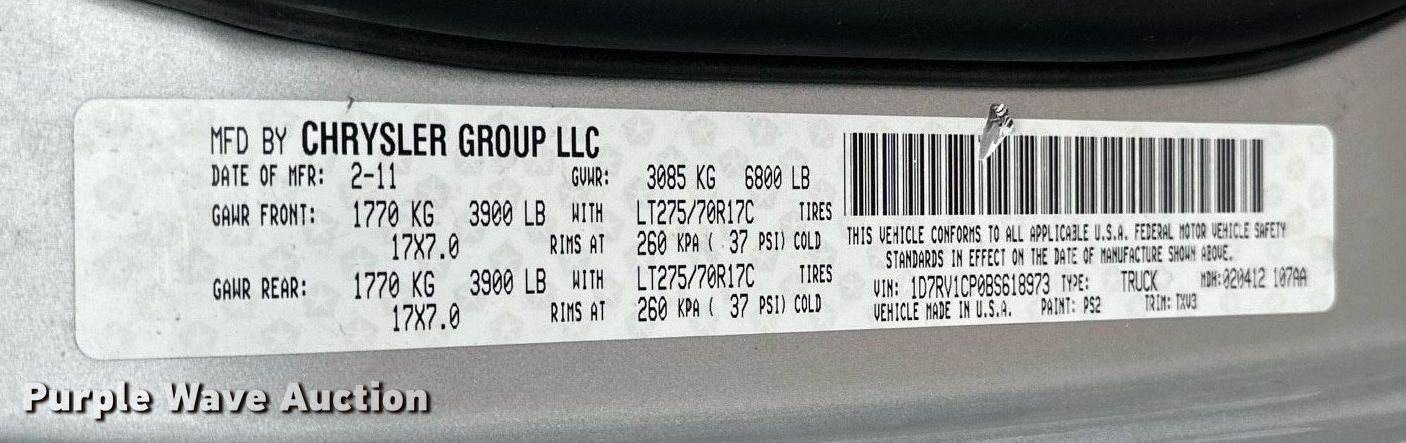 MFD BY CHRYSLER GROUP LLC
DATE OF MFR: 2-11 GVWR: 3085 KG 6800 LB
GAWR FRONT: 1770 KG 3900 LB WITH LT275/70R17C TIRES
17X7.0 RIMS AT 260 KPA ( 37 PSI) COLD
GAWR REAR: 1770 KG 3900 LB WITH LT275/70R17C TIRES
17X7.0 RIMS AT 260 KPA ( 37 PSI) COLD
THIS VEHICLE CONFORMS TO ALL APPLICABLE U.S.A. FEDERAL MOTOR VEHICLE SAFETY
STANDARDS IN EFFECT ON THE DATE OF MANUFACTURE SHOWN ABOVE.
VIN: 1D7RV1CP0BS618973 TYPE: TRUCK MDH:020412 107AA
VEHICLE MADE IN U.S.A. PAINT: PS2 TRIM: TXV3
Purple Wave Auction